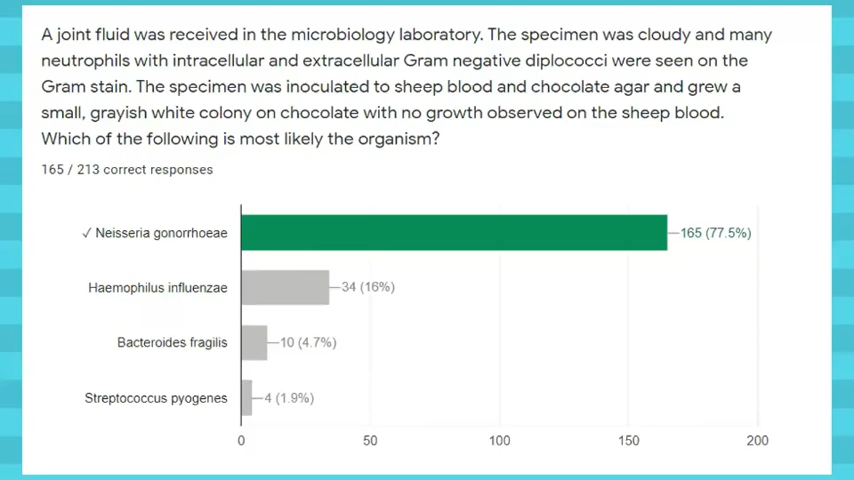 A joint fluid was received in the microbiology laboratory. The specimen was cloudy and many
neutrophils with intracellular and extracellular Gram negative diplococci were seen on the
Gram stain. The specimen was inoculated to sheep blood and chocolate agar and grew a
small, grayish white colony on chocolate with no growth observed on the sheep blood.
Which of the following is most likely the organism?
165 / 213 correct responses
✓ Neisseria gonorrhoeae 165 (77.5%)
Haemophilus influenzae 34 (16%)
Bacteroides fragilis 10 (4.7%)
Streptococcus pyogenes 4 (1.9%)
0 50 100 150 200